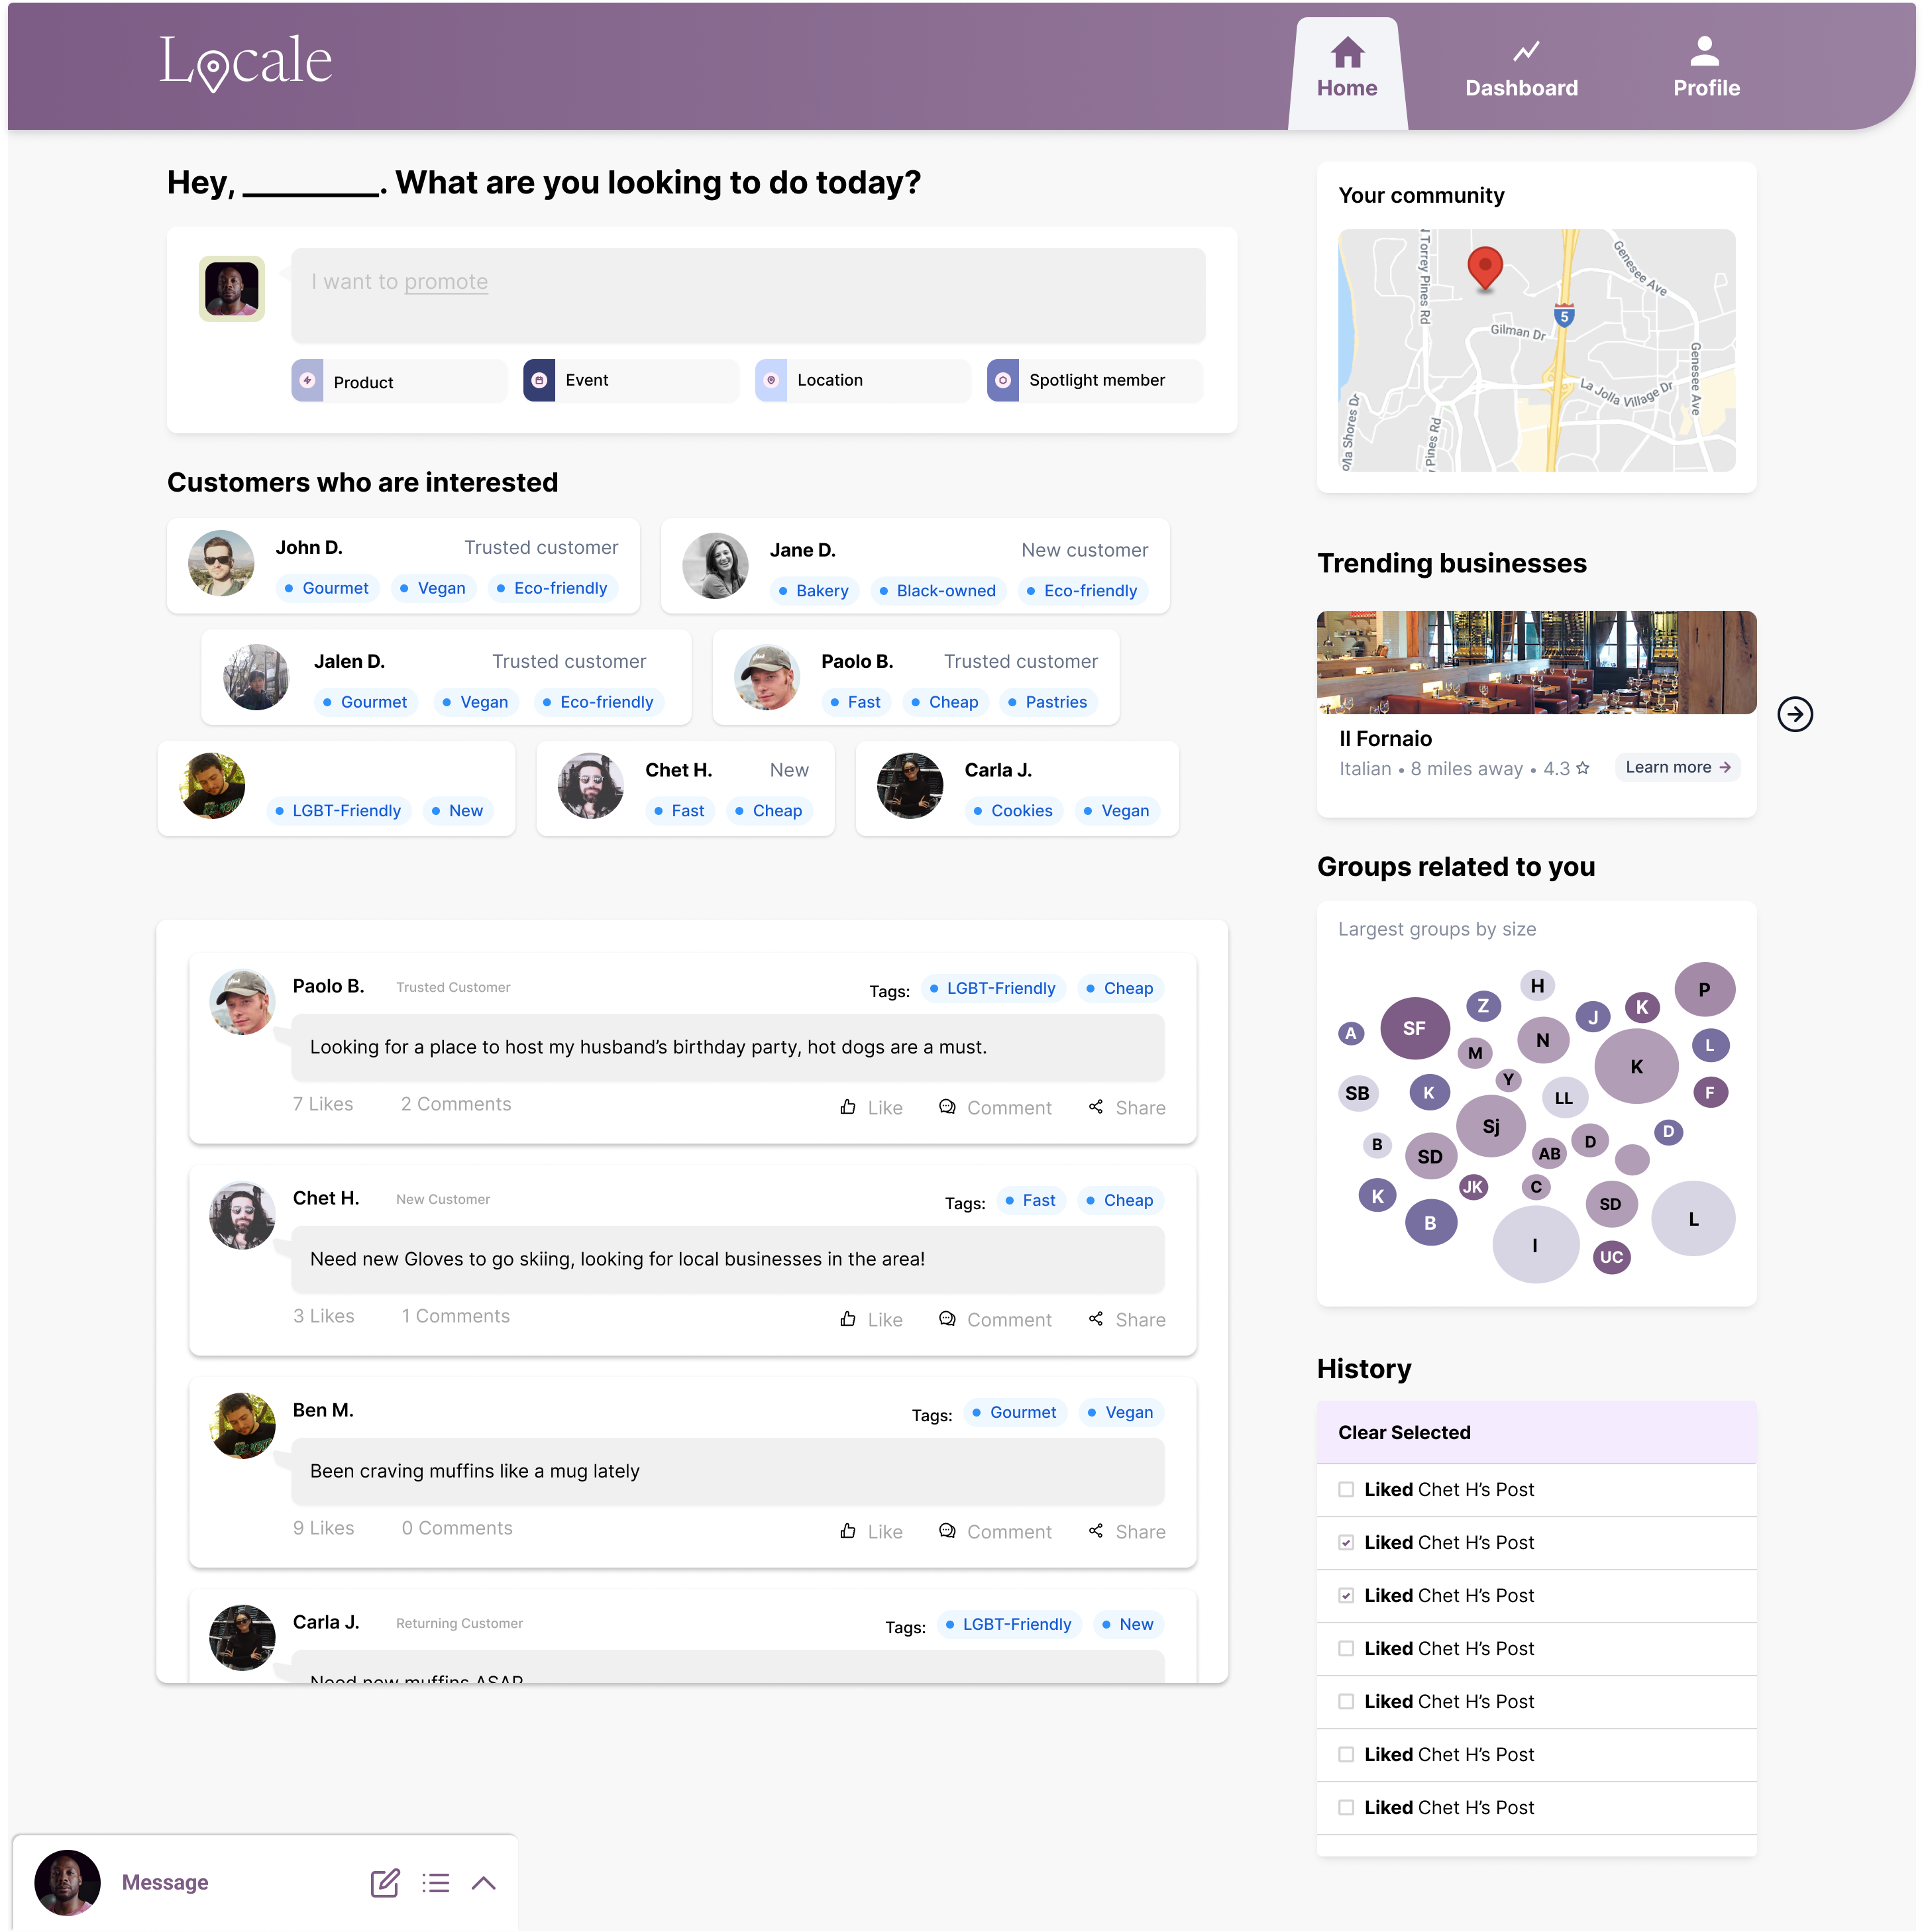 Locale
Home
Dashboard
Profile
Hey, ________. What are you looking to do today?
I want to promote
Product
Event
Location
Spotlight member
Customers who are interested
John D.
Trusted customer
Gourmet
Vegan
Eco-friendly
Jane D.
New customer
Bakery
Black-owned
Eco-friendly
Jalen D.
Trusted customer
Gourmet
Vegan
Eco-friendly
Paolo B.
Trusted customer
Fast
Cheap
Pastries
LGBT-Friendly
New
Chet H.
New
Fast
Cheap
Carla J.
Cookies
Vegan
Paolo B.
Trusted Customer
Tags:
LGBT-Friendly
Cheap
Looking for a place to host my husband’s birthday party, hot dogs are a must.
7 Likes
2 Comments
Like
Comment
Share
Chet H.
New Customer
Tags:
Fast
Cheap
Need new Gloves to go skiing, looking for local businesses in the area!
3 Likes
1 Comments
Like
Comment
Share
Ben M.
Tags:
Gourmet
Vegan
Been craving muffins like a mug lately
9 Likes
0 Comments
Like
Comment
Share
Carla J.
Returning Customer
Tags:
LGBT-Friendly
New
Need new muffins ASAP
Message
Your community
N Torrey Pines Rd
Genesee Ave
5
Gilman Dr
Genesee Ave
La Jolla Village Dr
olla Shores Dr
Pines Rd
Trending businesses
Il Fornaio
Italian • 8 miles away • 4.3
Learn more
Groups related to you
Largest groups by size
H
P
Z
K
J
SF
A
N
L
M
K
Y
F
SB
K
LL
Sj
D
D
B
AB
SD
JK
C
K
SD
L
B
I
UC
History
Clear Selected
Liked Chet H’s Post
Liked Chet H’s Post
Liked Chet H’s Post
Liked Chet H’s Post
Liked Chet H’s Post
Liked Chet H’s Post
Liked Chet H’s Post